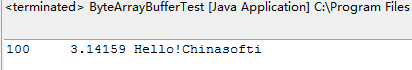 <terminated> ByteArrayBufferTest [Java Application] C:\Program Files
100 3.14159 Hello!Chinasofti